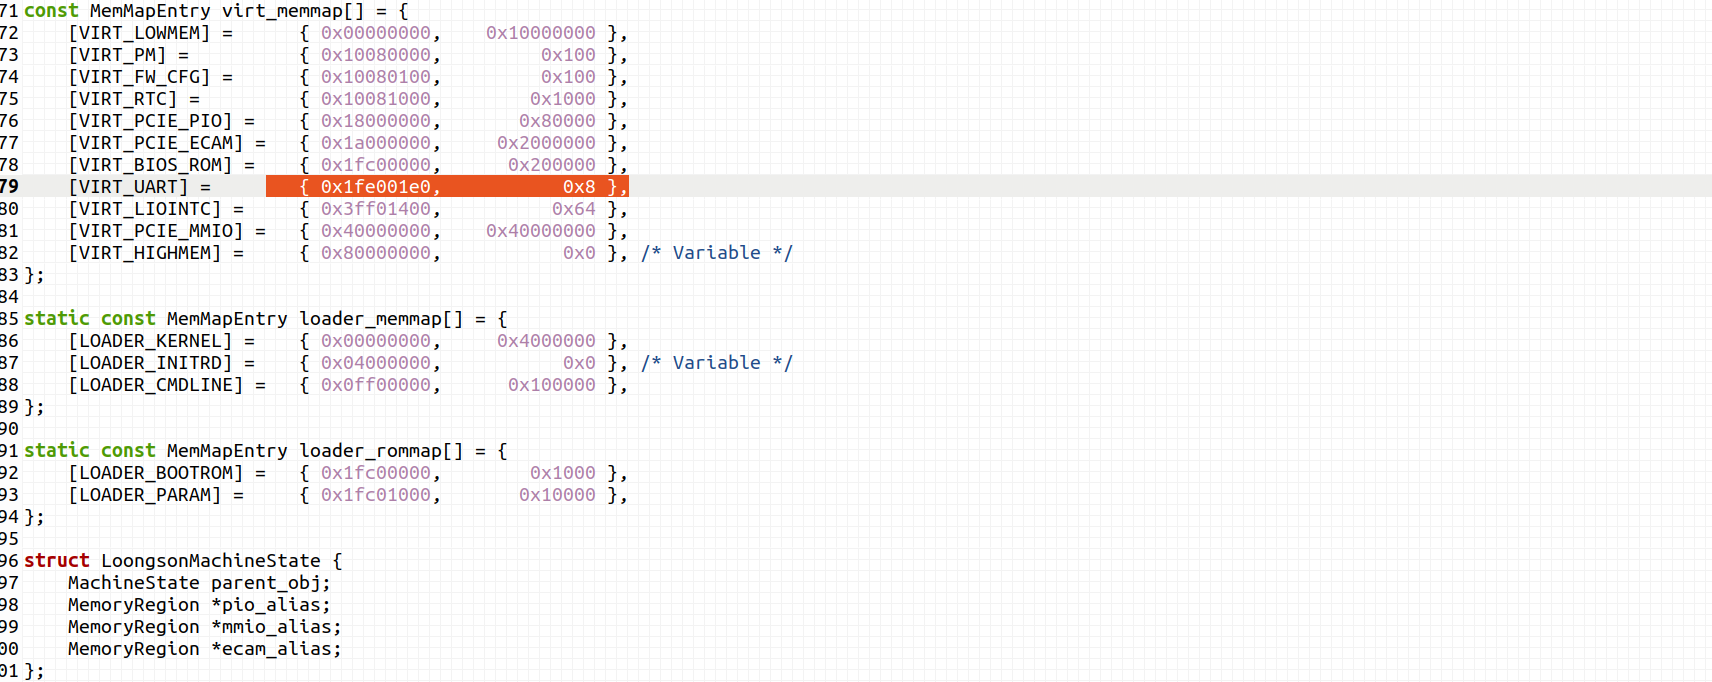 71 const MemMapEntry virt_memmap[] = {
72     [VIRT_LOWMEM] =      { 0x00000000,    0x10000000 },
73     [VIRT_PM] =          { 0x10080000,         0x100 },
74     [VIRT_FW_CFG] =      { 0x10080100,         0x100 },
75     [VIRT_RTC] =         { 0x10081000,        0x1000 },
76     [VIRT_PCIE_PIO] =    { 0x18000000,       0x80000 },
77     [VIRT_PCIE_ECAM] =   { 0x1a000000,     0x2000000 },
78     [VIRT_BIOS_ROM] =    { 0x1fc00000,      0x200000 },
79     [VIRT_UART] =        { 0x1fe001e0,           0x8 },
80     [VIRT_LIOINTC] =     { 0x3ff01400,          0x64 },
81     [VIRT_PCIE_MMIO] =   { 0x40000000,    0x40000000 },
82     [VIRT_HIGHMEM] =     { 0x80000000,           0x0 }, /* Variable */
83 };
84
85 static const MemMapEntry loader_memmap[] = {
86     [LOADER_KERNEL] =    { 0x00000000,     0x4000000 },
87     [LOADER_INITRD] =    { 0x04000000,           0x0 }, /* Variable */
88     [LOADER_CMDLINE] =   { 0x0ff00000,      0x100000 },
89 };
90
91 static const MemMapEntry loader_rommap[] = {
92     [LOADER_BOOTROM] =   { 0x1fc00000,        0x1000 },
93     [LOADER_PARAM] =     { 0x1fc01000,       0x10000 },
94 };
95
96 struct LoongsonMachineState {
97     MachineState parent_obj;
98     MemoryRegion *pio_alias;
99     MemoryRegion *mmio_alias;
00     MemoryRegion *ecam_alias;
01 };